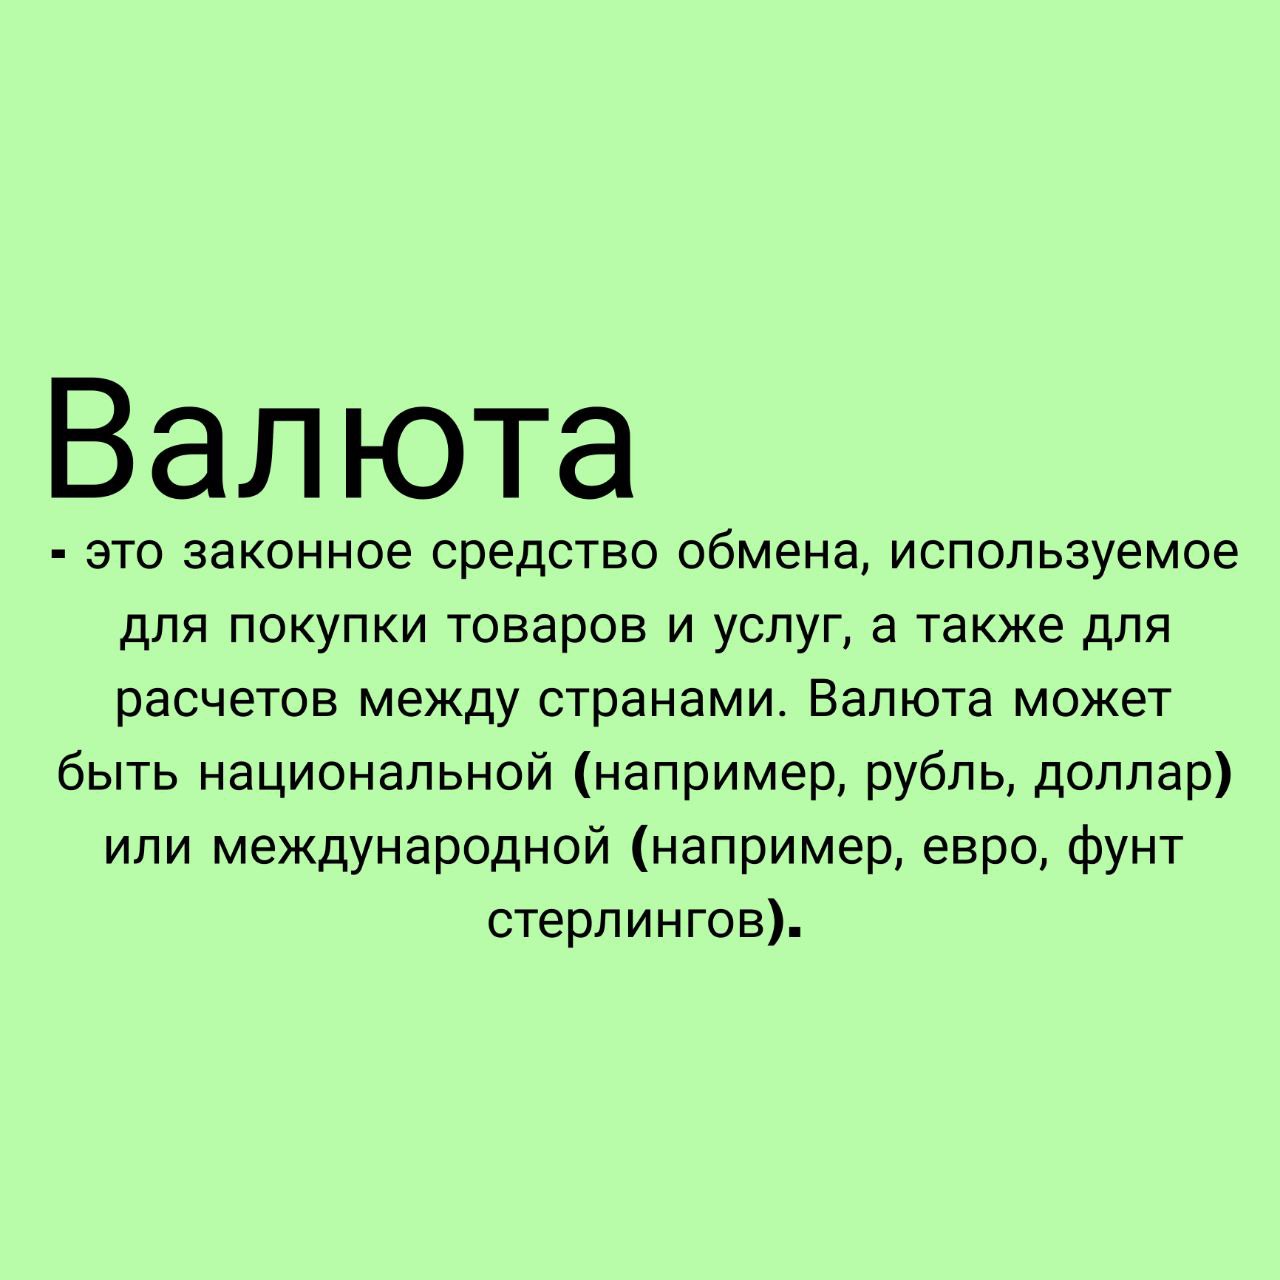 Валюта
- это законное средство обмена, используемое
для покупки товаров и услуг, а также для
расчетов между странами. Валюта может
быть национальной (например, рубль, доллар)
или международной (например, евро, фунт
стерлингов).